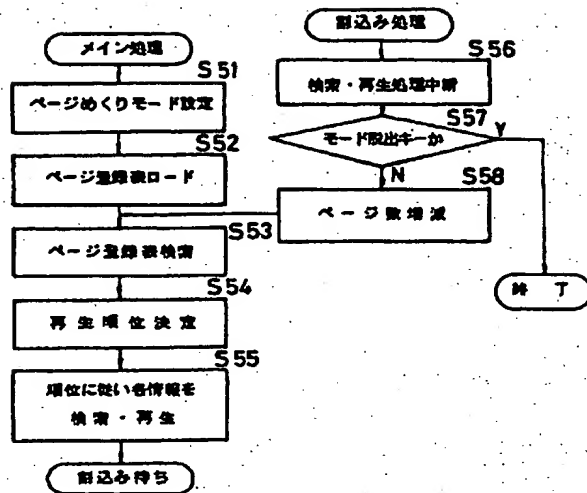 メイン処理
S51
ページめくりモード設定
S52
ページ登録表ロード
S53
ページ登録表検索
S54
再生順位決定
S55
順位に従い各情報を
検索・再生
割込み待ち
割込み処理
S56
検索・再生処理中断
S57
モード脱出キーか
Y
N
S58
ページ数増減
終了